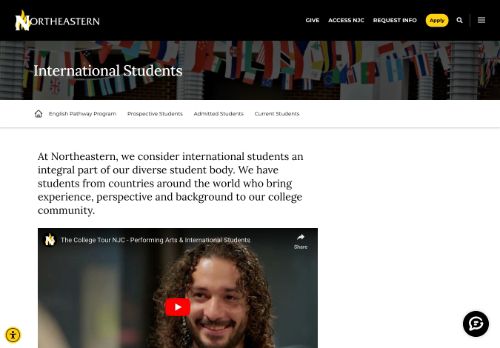 NORTHEASTERN
GIVE ACCESS NJC REQUEST INFO Apply
International Students
English Pathway Program Prospective Students Admitted Students Current Students
At Northeastern, we consider international students an
integral part of our diverse student body. We have
students from countries around the world who bring
experience, perspective and background to our college
community.
The College Tour NJC - Performing Arts & International Students
Share